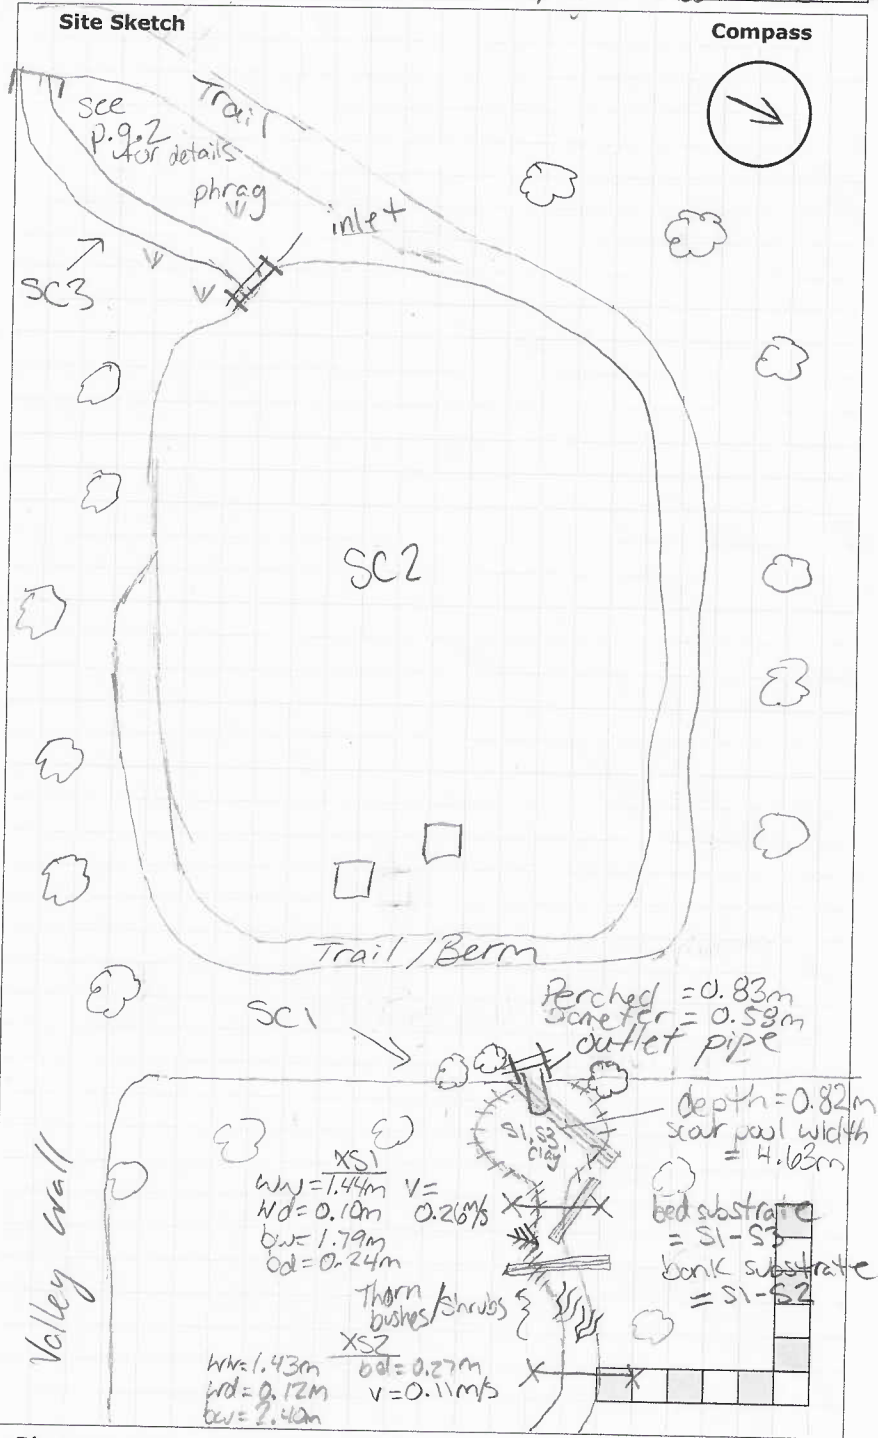 Site Sketch
Compass
Trail
see
p.g.2
for details
phrag
inlet
SC3
SC2
Trail/Berm
SC1
Perched = 0.83m
Diameter = 0.58m
outlet pipe
depth = 0.82m
scour pool width
= 4.63m
S1,S3
clay
Valley Wall
XS1
ww=1.44m v=
wd=0.10m 0.26m/s
bw=1.79m
bd=0.24m
bed substrate
= S1-S3
bank substrate
= S1-S2
Thorn
bushes/Shrubs
XS2
ww=1.43m bd=0.27m
wd=0.12m v=0.11m/s
bw=2.40m